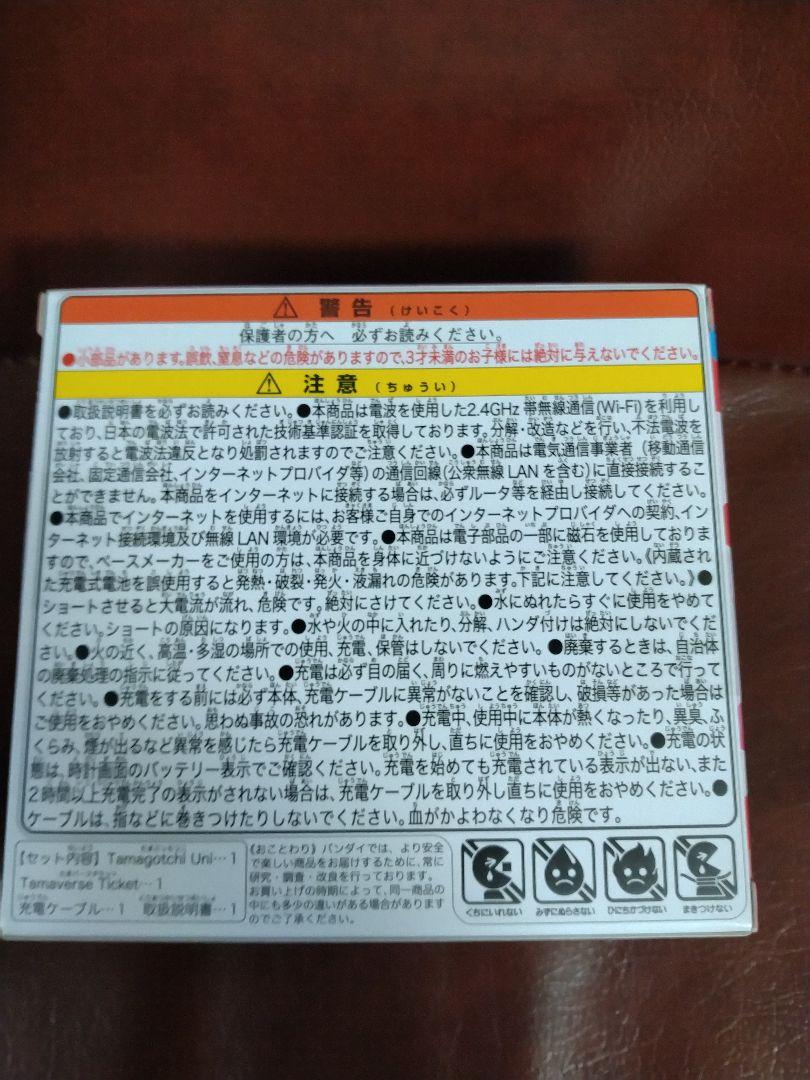 ⚠ 警告 (けいこく)
保護者の方へ 必ずお読みください。
●小部品があります。誤飲、窒息などの危険がありますので、3才未満のお子様には絶対に与えないでください。
⚠ 注意 (ちゅうい)
●取扱説明書を必ずお読みください。●本商品は電波を使用した2.4GHz帯無線通信(Wi-Fi)を利用し
ており、日本の電波法で許可された技術基準認証を取得しております。分解・改造などを行い、不法電波を
放射すると電波法違反となり処罰されますのでご注意ください。●本商品は電気通信事業者(移動通信
会社、固定通信会社、インターネットプロバイダ等)の通信回線(公衆無線LANを含む)に直接接続するこ
とができません。本商品をインターネットに接続する場合は、必ずルータ等を経由し接続してください。
●本商品でインターネットを使用するには、お客様ご自身でのインターネットプロバイダへの契約、イン
ターネット接続環境及び無線LAN環境が必要です。●本商品は電子部品の一部に磁石を使用しておりま
すので、ペースメーカーをご使用の方は、本商品を身体に近づけないようにご注意ください。《内蔵され
た充電式電池を誤使用すると発熱・破裂・発火・液漏れの危険があります。下記に注意してください。》●
ショートさせると大電流が流れ、危険です。絶対にさけてください。●水にぬれたらすぐに使用をやめて
ください。ショートの原因になります。●水や火の中に入れたり、分解、ハンダ付けは絶対にしないでくだ
さい。●火の近く、高温・多湿の場所での使用、充電、保管はしないでください。●廃棄するときは、自治体
の廃棄処理の指示に従ってください。●充電は必ず目の届く、周りに燃えやすいものがないところで行って
ください。●充電をする前には必ず本体、充電ケーブルに異常がないことを確認し、破損等があった場合は
ご使用をおやめください。思わぬ事故の恐れがあります。●充電中、使用中に本体が熱くなったり、異臭、ふ
くらみ、煙が出るなど異常を感じたら充電ケーブルを取り外し、直ちに使用をおやめください。●充電の状
態は、時計画面のバッテリー表示でご確認ください。充電を始めても充電されている表示が出ない、また
2時間以上充電完了の表示がされない場合は、充電ケーブルを取り外し直ちに使用をおやめください。●
ケーブルは、指などに巻きつけたりしないでください。血がかよわなくなり危険です。
【セット内容】Tamagotchi Uni…1
Tamaverse Ticket…1
充電ケーブル…1 取扱説明書…1
《おことわり》バンダイでは、より安全
で楽しい商品をお届けするために、常に
研究・調査・改良を行っております。
お買い上げの時期によって、同一商品の
中にも多少の違いがある場合があります
のでご了承ください。
くちにいれない みずにぬらさない ひにちかづけない まきつけない